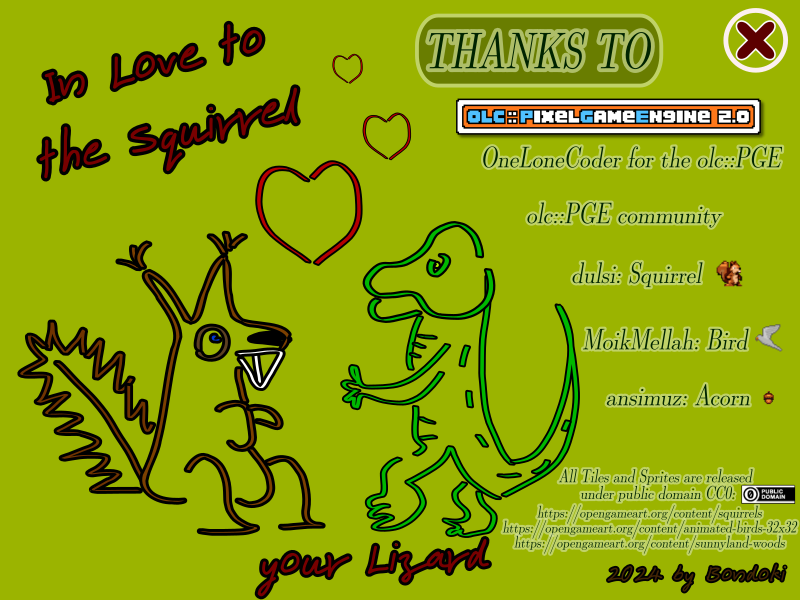 In Love to
the Squirrel
THANKS TO
OLC::PixelGameEngine 2.0
OneLoneCoder for the olc::PGE
olc::PGE community
dulsi: Squirrel
MoikMellah: Bird
ansimuz: Acorn
All Tiles and Sprites are released
under public domain CC0: PUBLIC DOMAIN
https://opengameart.org/content/squirrels
https://opengameart.org/content/animated-birds-32x32
https://opengameart.org/content/sunnyland-woods
your Lizard
2024 by Bondoki